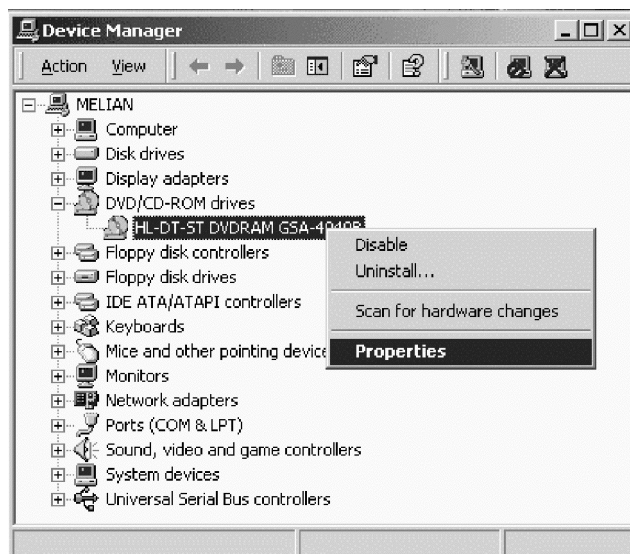 Device Manager
Action View
MELIAN
Computer
Disk drives
Display adapters
DVD/CD-ROM drives
HL-DT-ST DVDRAM GSA-4040B
Floppy disk controllers
Floppy disk drives
IDE ATA/ATAPI controllers
Keyboards
Mice and other pointing device
Monitors
Network adapters
Ports (COM & LPT)
Sound, video and game controllers
System devices
Universal Serial Bus controllers
Disable
Uninstall...
Scan for hardware changes
Properties